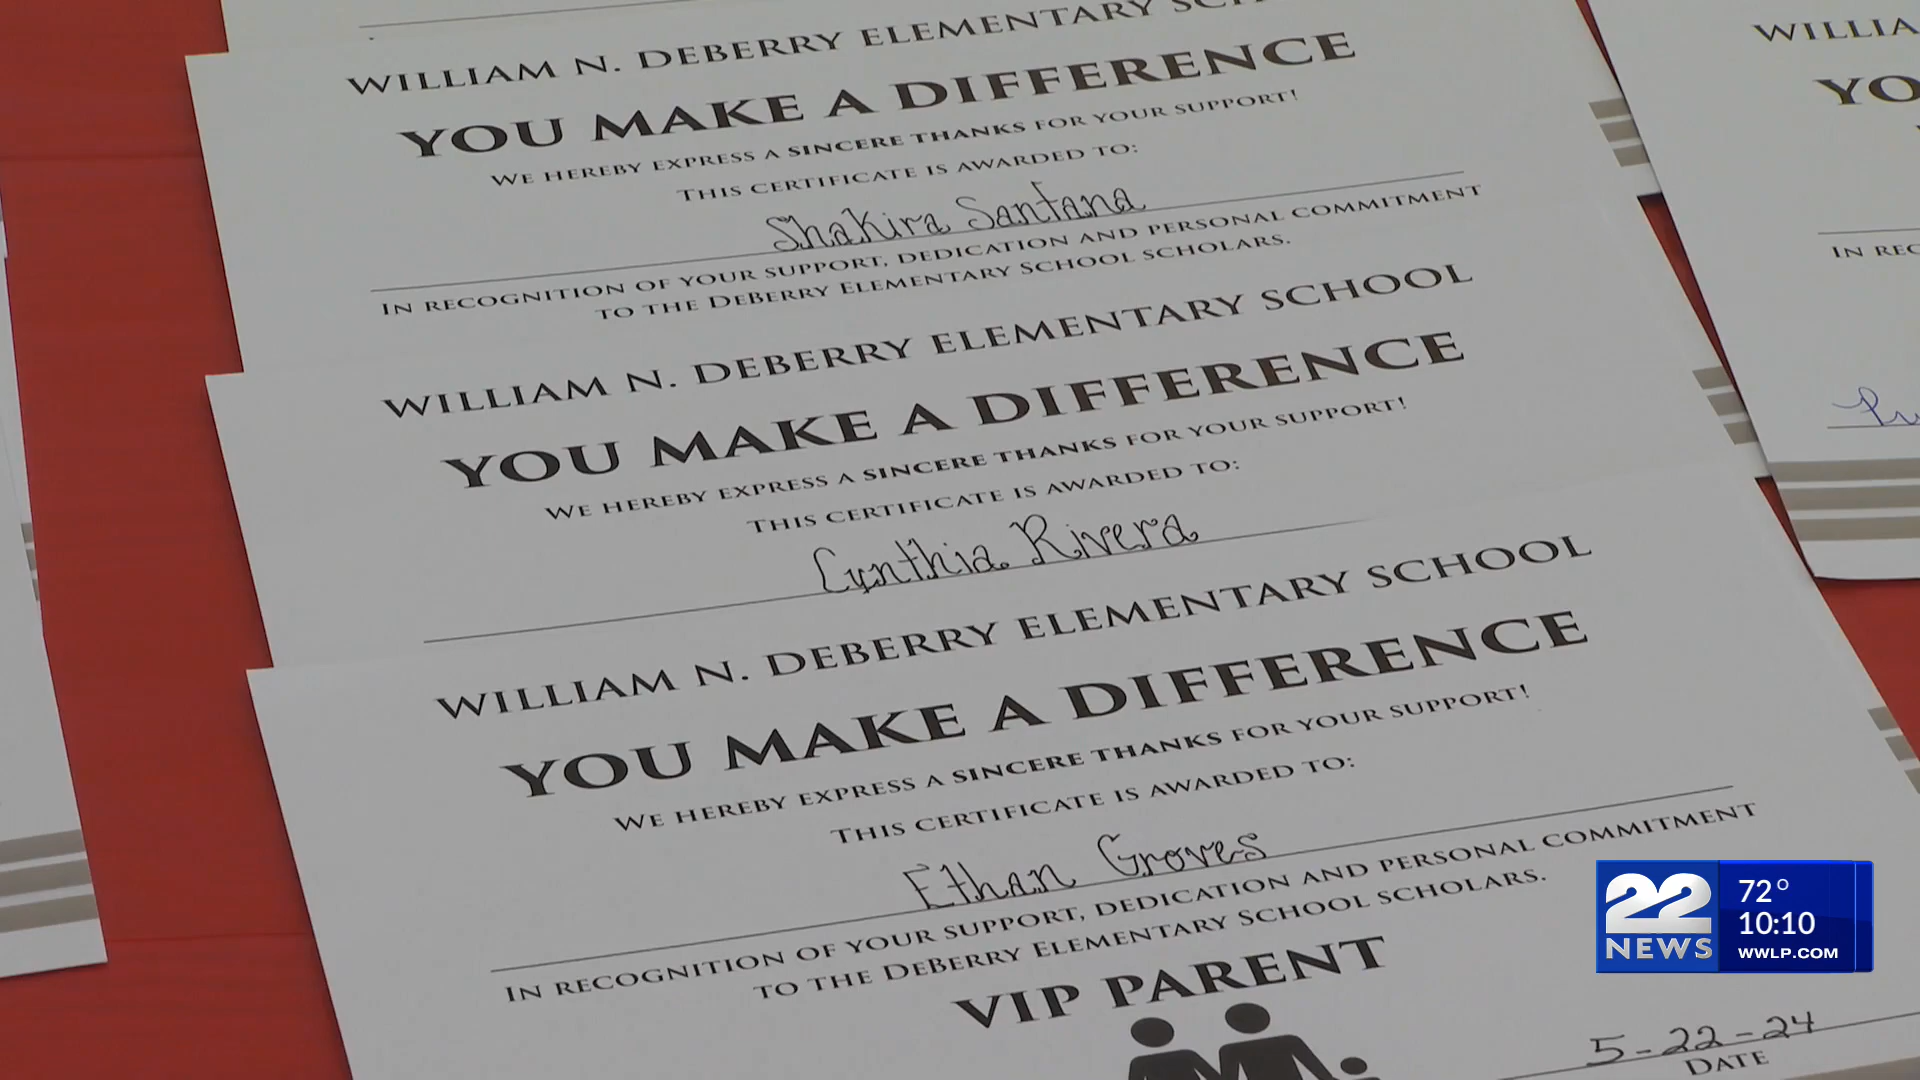 WILLIAM N. DEBERRY ELEMENTARY
YOU MAKE A DIFFERENCE
WE HEREBY EXPRESS A SINCERE THANKS FOR YOUR SUPPORT!
THIS CERTIFICATE IS AWARDED TO:
Shakira Santana
IN RECOGNITION OF YOUR SUPPORT, DEDICATION AND PERSONAL COMMITMENT
TO THE DEBERRY ELEMENTARY SCHOOL SCHOLARS.
WILLIAM N. DEBERRY ELEMENTARY SCHOOL
YOU MAKE A DIFFERENCE
WE HEREBY EXPRESS A SINCERE THANKS FOR YOUR SUPPORT!
THIS CERTIFICATE IS AWARDED TO:
Cynthia Rivera
WILLIAM N. DEBERRY ELEMENTARY SCHOOL
YOU MAKE A DIFFERENCE
WE HEREBY EXPRESS A SINCERE THANKS FOR YOUR SUPPORT!
THIS CERTIFICATE IS AWARDED TO:
Ethan Groves
IN RECOGNITION OF YOUR SUPPORT, DEDICATION AND PERSONAL COMMITMENT
TO THE DEBERRY ELEMENTARY SCHOOL SCHOLARS.
VIP PARENT
5-22-24
DATE
IN
22 NEWS
72°
10:10
WWLP.COM